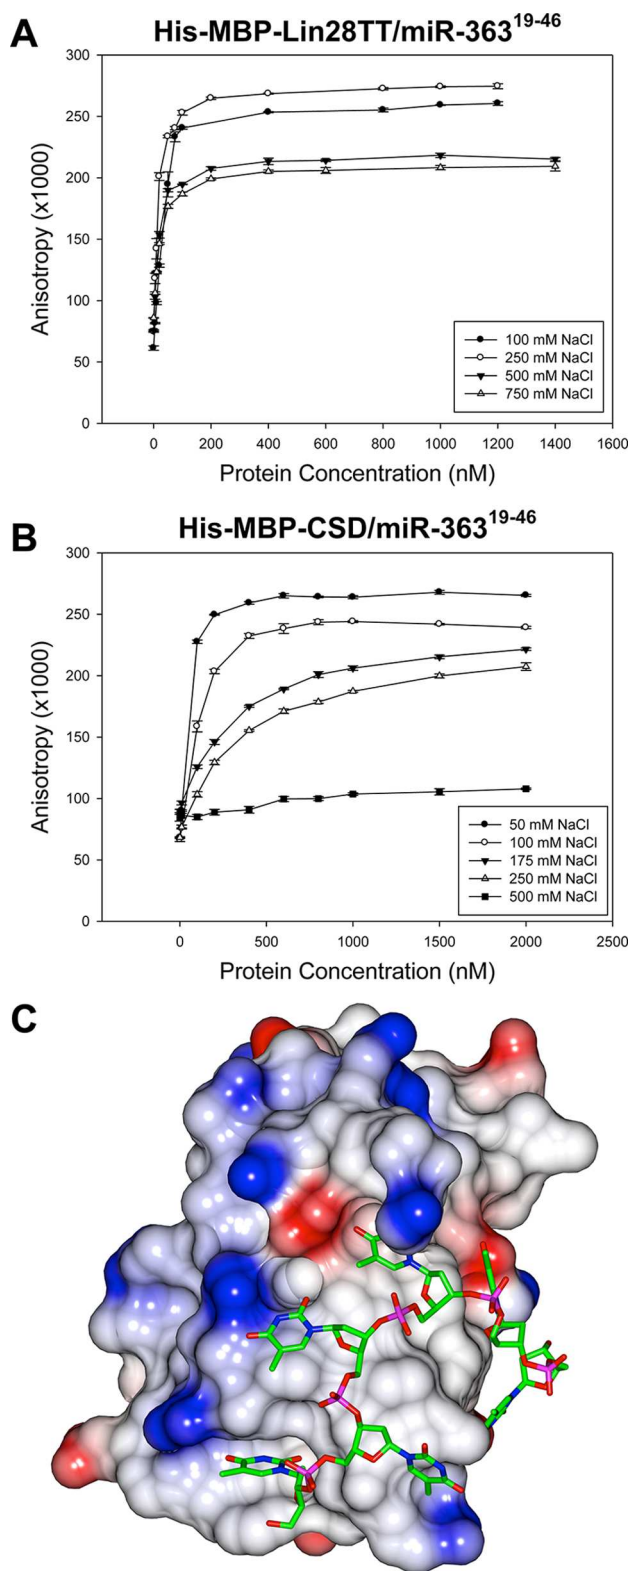 A
His-MBP-Lin28TT/miR-363^19-46
Anisotropy (x1000)
300
250
200
150
100
50
0
100 mM NaCl
250 mM NaCl
500 mM NaCl
750 mM NaCl
0 200 400 600 800 1000 1200 1400 1600
Protein Concentration (nM)
B
His-MBP-CSD/miR-363^19-46
Anisotropy (x1000)
300
250
200
150
100
50
0
50 mM NaCl
100 mM NaCl
175 mM NaCl
250 mM NaCl
500 mM NaCl
0 500 1000 1500 2000 2500
Protein Concentration (nM)
C